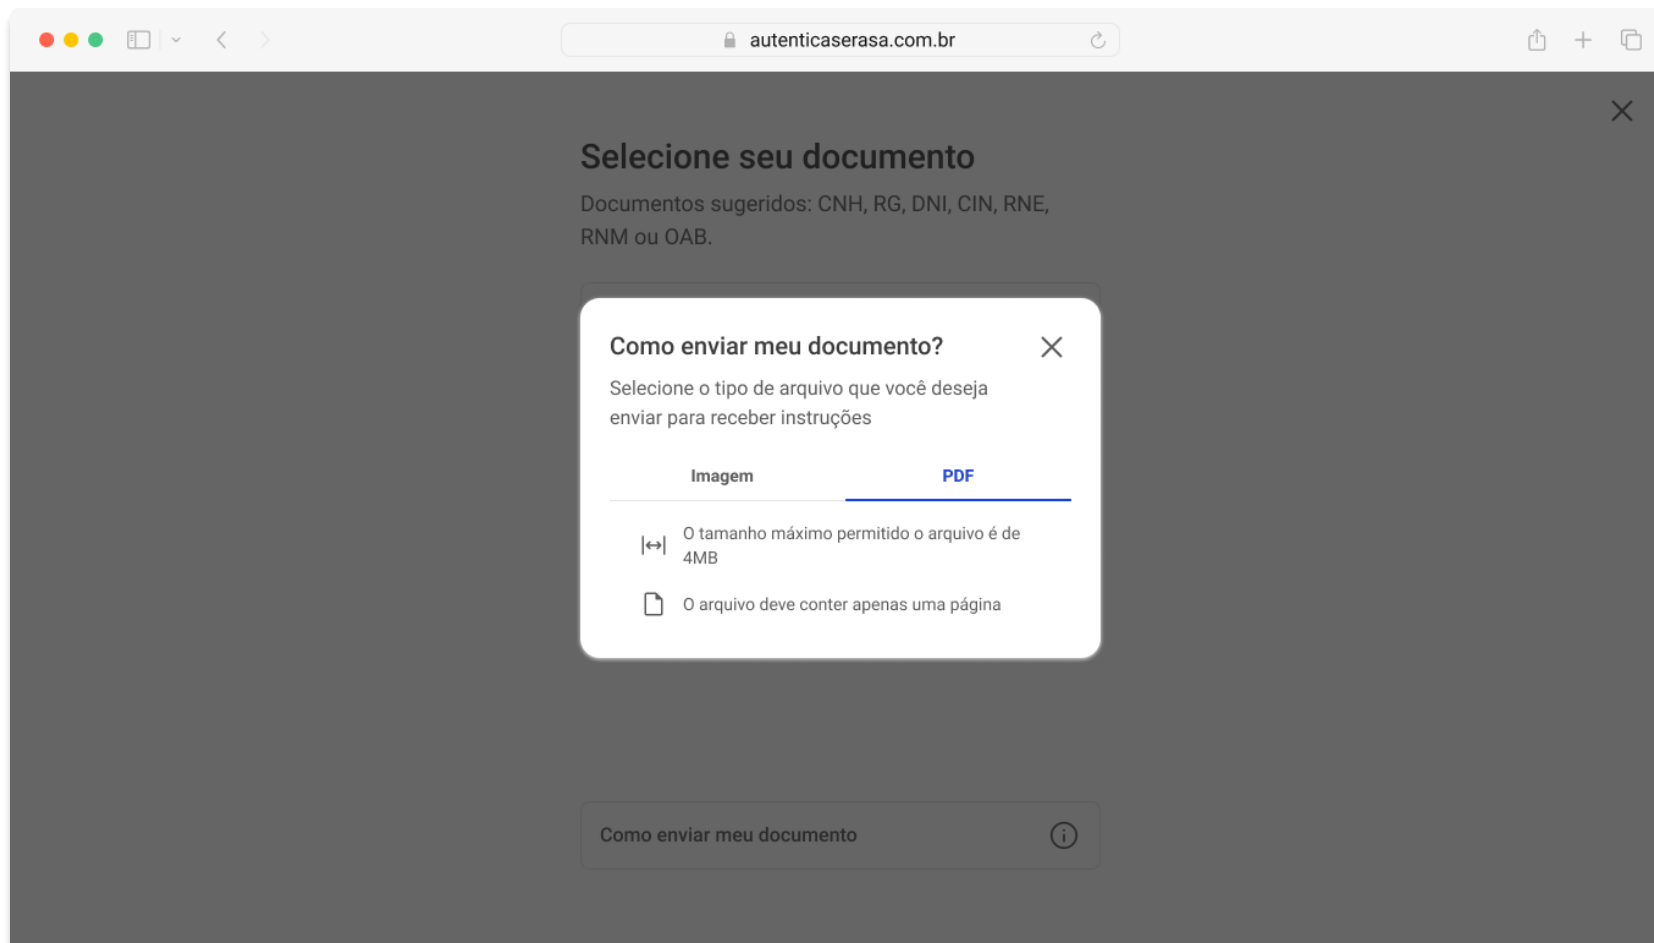 autenticaserasa.com.br
Selecione seu documento
Documentos sugeridos: CNH, RG, DNI, CIN, RNE,
RNM ou OAB.
Como enviar meu documento?
Selecione o tipo de arquivo que você deseja
enviar para receber instruções
Imagem
PDF
O tamanho máximo permitido o arquivo é de
4MB
O arquivo deve conter apenas uma página
Como enviar meu documento